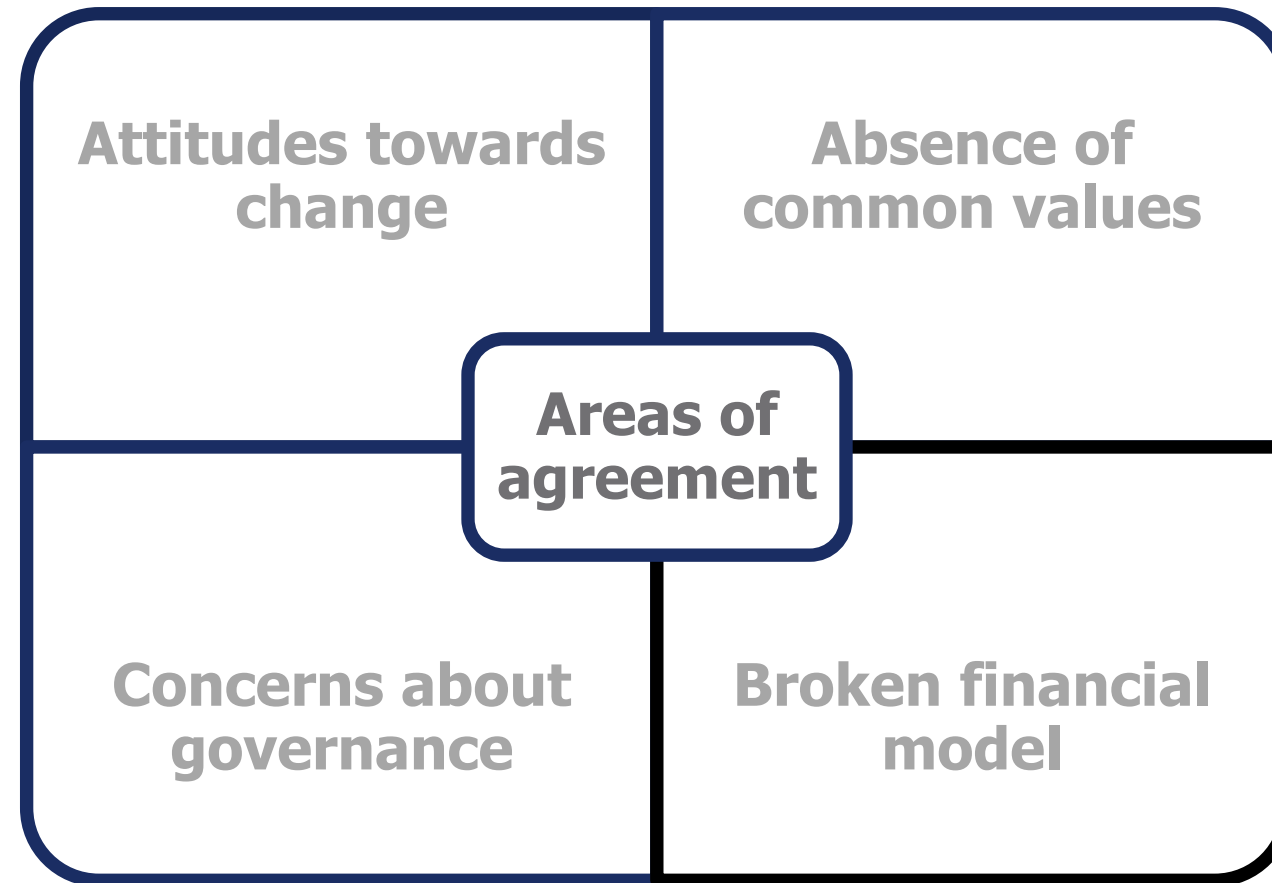 Attitudes towards
change
Absence of
common values
Areas of
agreement
Concerns about
governance
Broken financial
model